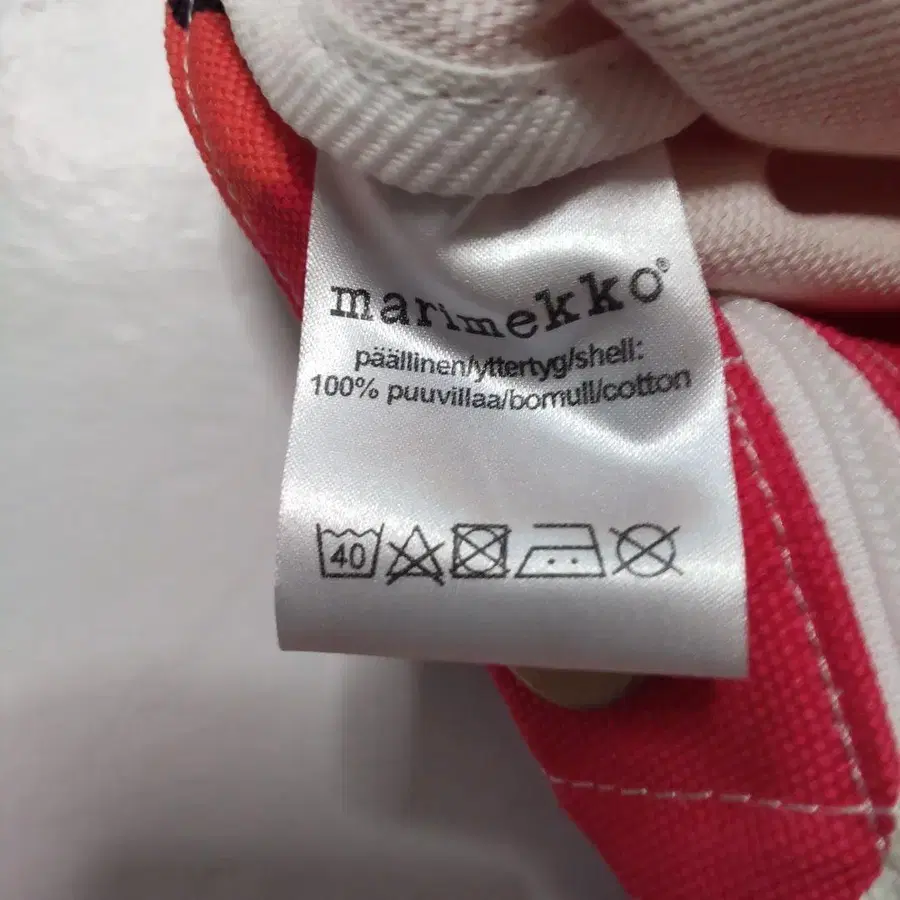 marimekko®
päällinen/yttertyg/shell:
100% puuvillaa/bomull/cotton
40